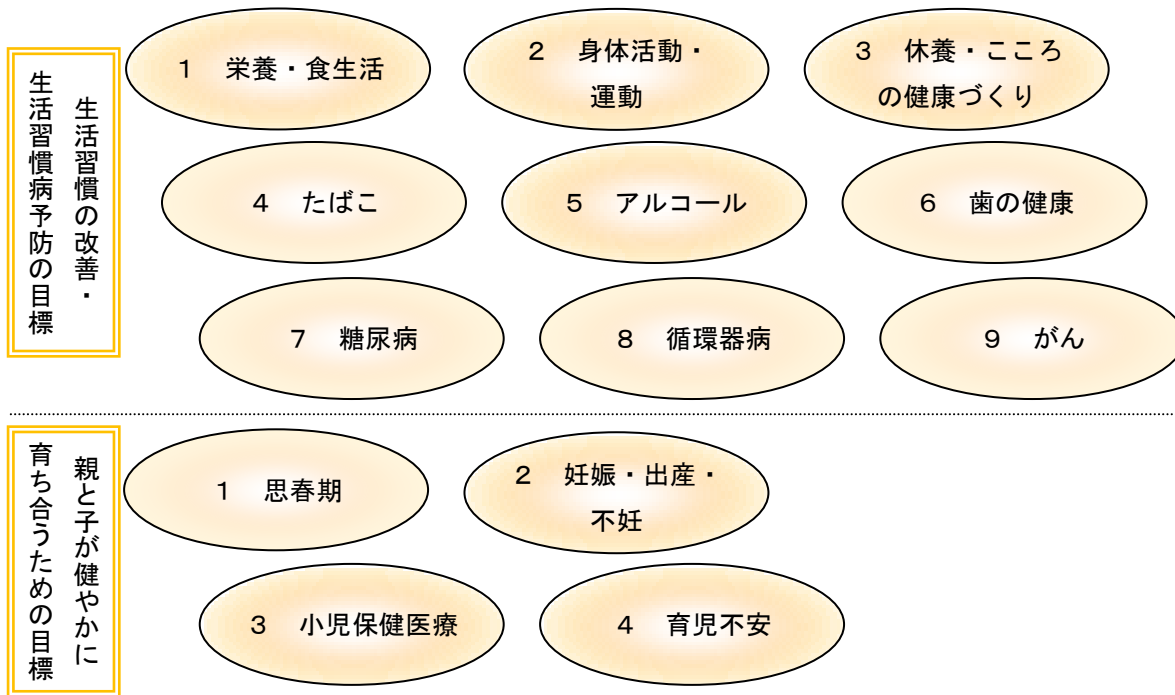 生活習慣の改善・
生活習慣病予防の目標
1 栄養・食生活
2 身体活動・
運動
3 休養・こころ
の健康づくり
4 たばこ
5 アルコール
6 歯の健康
7 糖尿病
8 循環器病
9 がん
親と子が健やかに
育ち合うための目標
1 思春期
2 妊娠・出産・
不妊
3 小児保健医療
4 育児不安